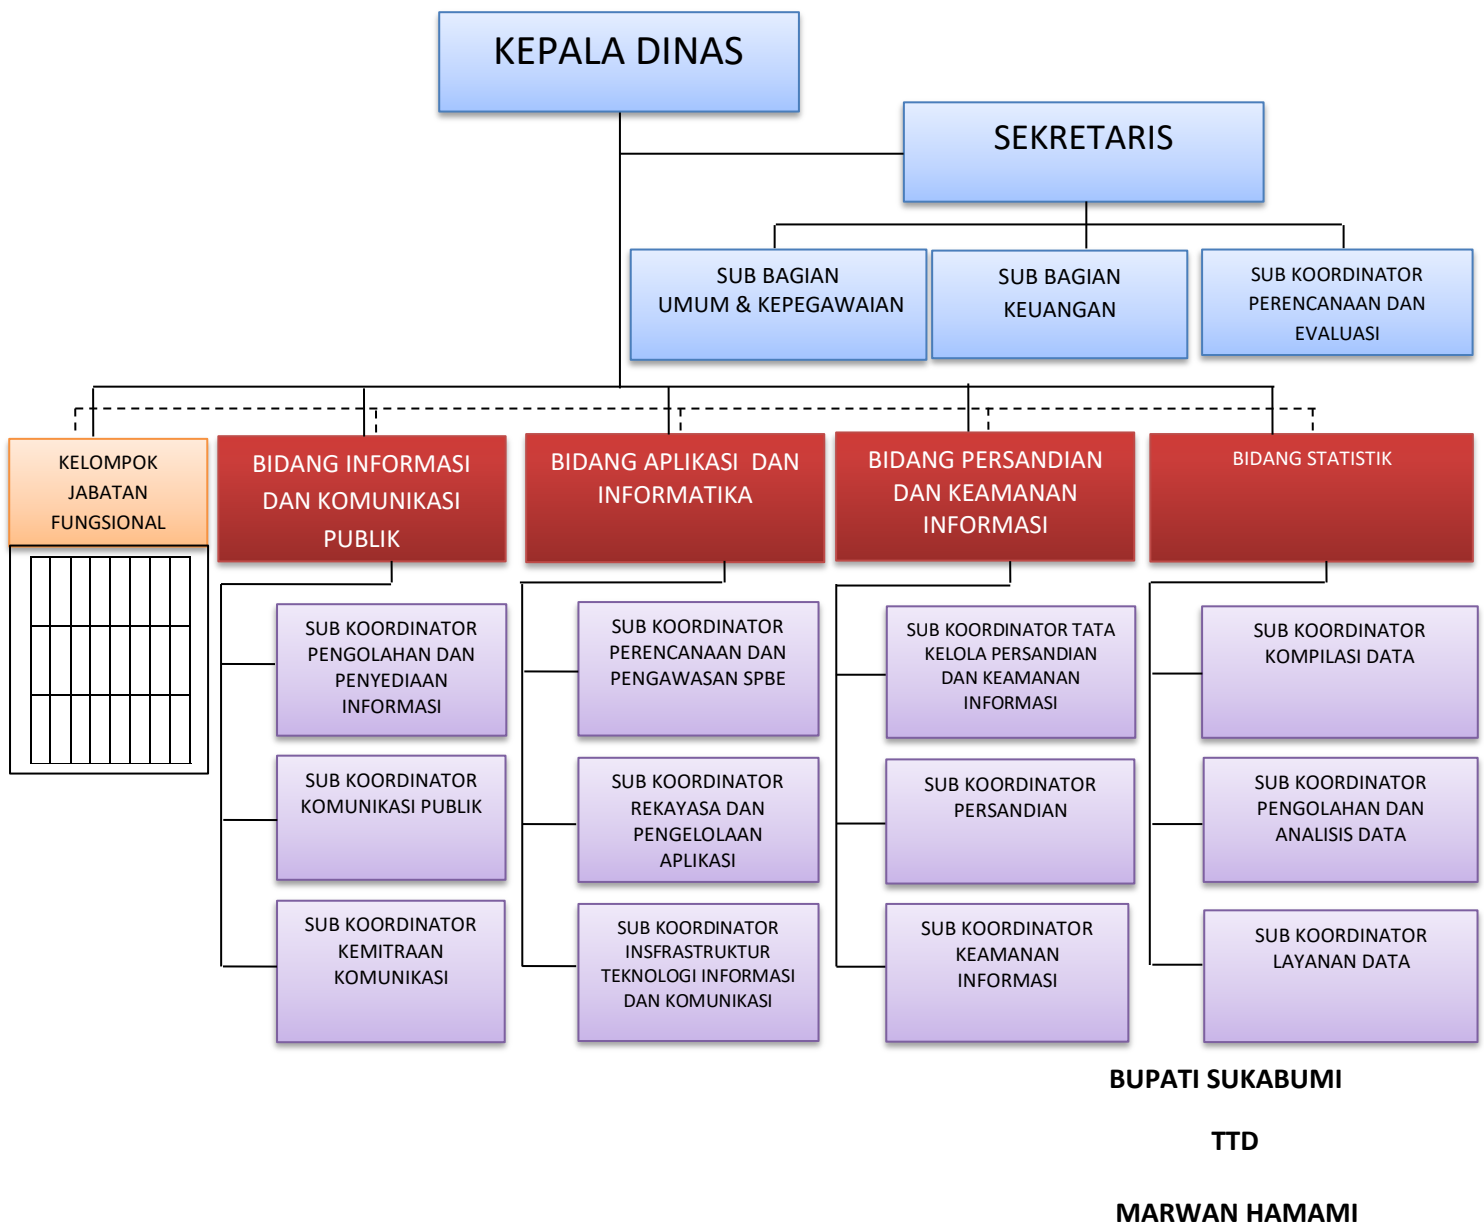 KEPALA DINAS
SEKRETARIS
SUB BAGIAN
UMUM & KEPEGAWAIAN
SUB BAGIAN
KEUANGAN
SUB KOORDINATOR
PERENCANAAN DAN
EVALUASI
KELOMPOK
JABATAN
FUNGSIONAL
BIDANG INFORMASI
DAN KOMUNIKASI
PUBLIK
BIDANG APLIKASI DAN
INFORMATIKA
BIDANG PERSANDIAN
DAN KEAMANAN
INFORMASI
BIDANG STATISTIK
SUB KOORDINATOR
PENGOLAHAN DAN
PENYEDIAAN
INFORMASI
SUB KOORDINATOR
PERENCANAAN DAN
PENGAWASAN SPBE
SUB KOORDINATOR TATA
KELOLA PERSANDIAN
DAN KEAMANAN
INFORMASI
SUB KOORDINATOR
KOMPILASI DATA
SUB KOORDINATOR
KOMUNIKASI PUBLIK
SUB KOORDINATOR
REKAYASA DAN
PENGELOLAAN
APLIKASI
SUB KOORDINATOR
PERSANDIAN
SUB KOORDINATOR
PENGOLAHAN DAN
ANALISIS DATA
SUB KOORDINATOR
KEMITRAAN
KOMUNIKASI
SUB KOORDINATOR
INSFRASTRUKTUR
TEKNOLOGI INFORMASI
DAN KOMUNIKASI
SUB KOORDINATOR
KEAMANAN
INFORMASI
SUB KOORDINATOR
LAYANAN DATA
BUPATI SUKABUMI
TTD
MARWAN HAMAMI